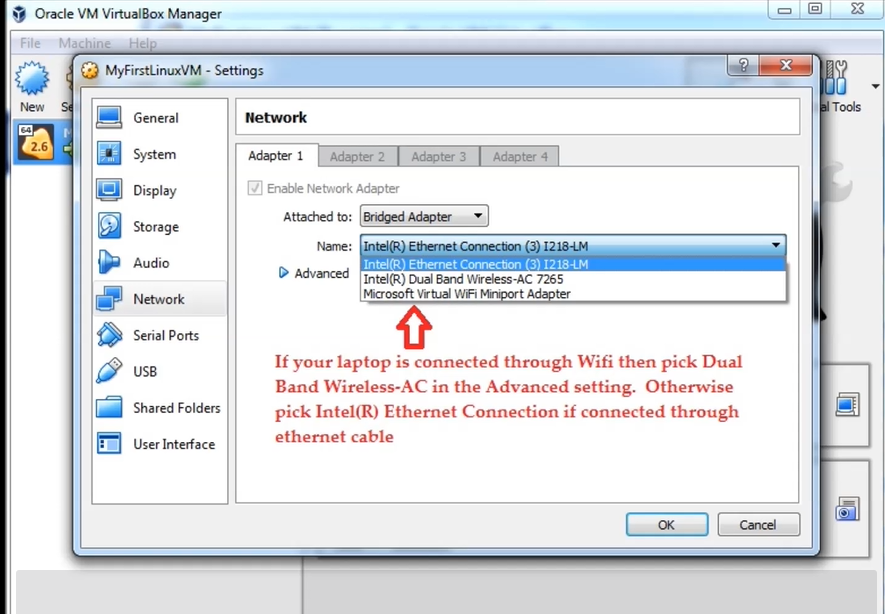 Oracle VM VirtualBox Manager
File Machine Help
MyFirstLinuxVM - Settings
?
New
al Tools
64
2.6
General
System
Display
Storage
Audio
Network
Serial Ports
USB
Shared Folders
User Interface
Network
Adapter 1
Adapter 2
Adapter 3
Adapter 4
Enable Network Adapter
Attached to: Bridged Adapter
Name: Intel(R) Ethernet Connection (3) I218-LM
Intel(R) Ethernet Connection (3) I218-LM
Advanced
Intel(R) Dual Band Wireless-AC 7265
Microsoft Virtual WiFi Miniport Adapter
If your laptop is connected through Wifi then pick Dual
Band Wireless-AC in the Advanced setting. Otherwise
pick Intel(R) Ethernet Connection if connected through
ethernet cable
OK
Cancel